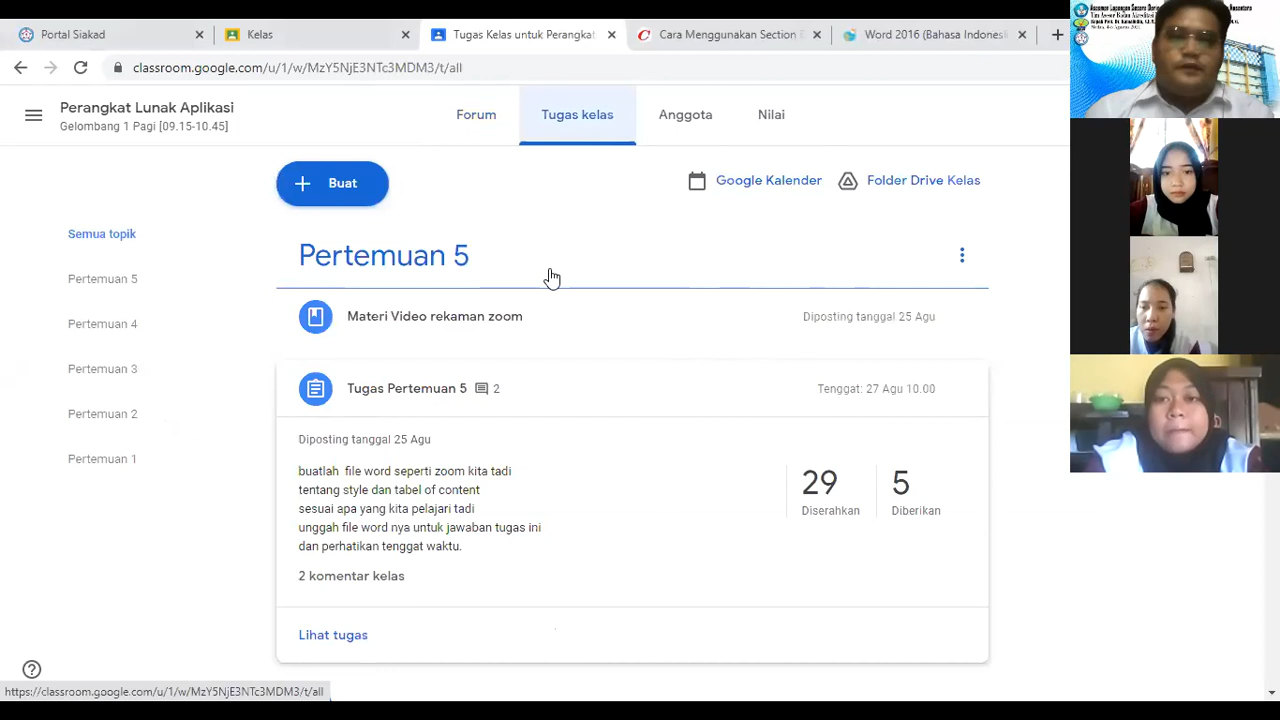 Portal Siakad
Kelas
Tugas Kelas untuk Perangka
Cara Menggunakan Section
Word 2016 (Bahasa Indonesi
classroom.google.com/u/1/w/MzY5NjE3NTc3MDM3/t/all
Perangkat Lunak Aplikasi
Gelombang 1 Pagi [09.15-10.45]
Forum
Tugas kelas
Anggota
Nilai
Buat
Google Kalender
Folder Drive Kelas
Semua topik
Pertemuan 5
Pertemuan 4
Pertemuan 3
Pertemuan 2
Pertemuan 1
Pertemuan 5
Materi Video rekaman zoom
Diposting tanggal 25 Agu
Tugas Pertemuan 5 2
Tenggat: 27 Agu 10.00
Diposting tanggal 25 Agu
buatlah file word seperti zoom kita tadi
tentang style dan tabel of content
sesuai apa yang kita pelajari tadi
unggah file word nya untuk jawaban tugas ini
dan perhatikan tenggat waktu.
29
Diserahkan
5
Diberikan
2 komentar kelas
Lihat tugas
https://classroom.google.com/u/1/w/MzY5NjE3NTc3MDM3/t/all